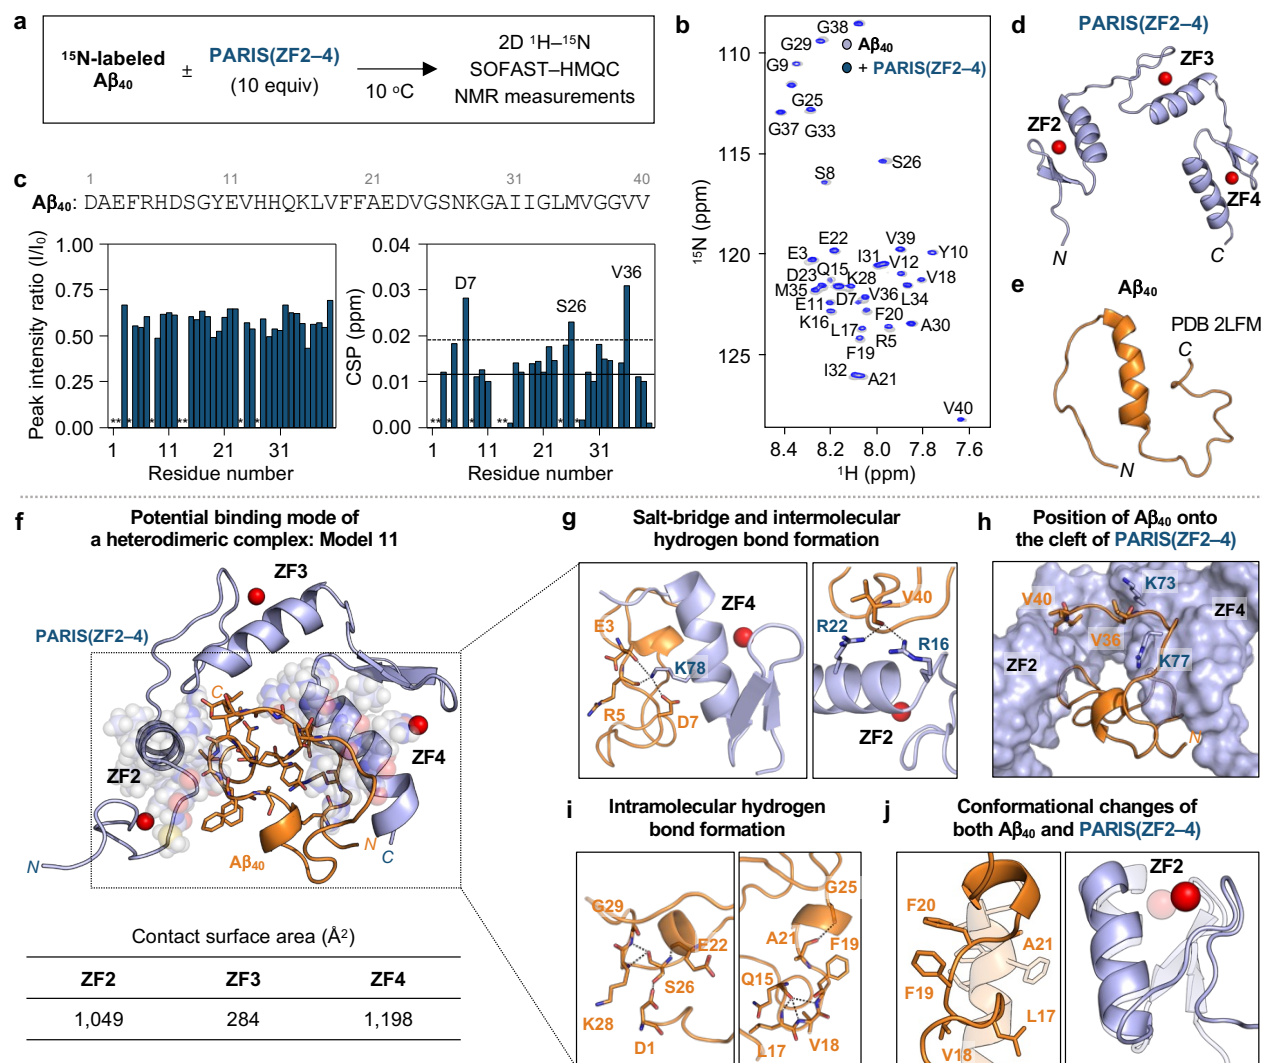 a
¹⁵N-labeled
Aβ₄₀
±
PARIS(ZF2–4)
(10 equiv)
10 °C
2D ¹H–¹⁵N
SOFAST–HMQC
NMR measurements
b
Aβ₄₀
+ PARIS(ZF2–4)
G38
G29
G9
G25
G37
G33
S26
S8
E22
V39
Y10
E3
I31
V12
D23
Q15
K28
V18
M35
V36
L34
E11
D7
F20
K16
A30
L17
R5
F19
I32
A21
V40
110
115
120
125
¹⁵N (ppm)
8.4
8.2
8.0
7.8
7.6
¹H (ppm)
c
1
11
21
31
40
Aβ₄₀: DAEFRHDSGYEVHHQKLVFFAEDVGSNKGAIIGLMVGGVV
Peak intensity ratio (I/I₀)
1.00
0.75
0.50
0.25
0.00
** * * ** * *
1
11
21
31
Residue number
CSP (ppm)
0.04
0.03
0.02
0.01
0.00
D7
S26
V36
** * * ** * *
1
11
21
31
Residue number
d
PARIS(ZF2–4)
ZF3
ZF2
ZF4
N
C
e
Aβ₄₀
PDB 2LFM
C
N
f
Potential binding mode of
a heterodimeric complex: Model 11
ZF3
PARIS(ZF2–4)
C
ZF2
ZF4
N
Aβ₄₀
N
C
Contact surface area (Å²)
ZF2 ZF3 ZF4
1,049 284 1,198
g
Salt-bridge and intermolecular
hydrogen bond formation
E3
ZF4
K78
R5
D7
V40
R22
R16
ZF2
h
Position of Aβ₄₀ onto
the cleft of PARIS(ZF2–4)
K73
V40
ZF4
V36
ZF2
K77
N
i
Intramolecular hydrogen
bond formation
G29
E22
S26
K28
D1
G25
A21
F19
Q15
L17
V18
j
Conformational changes of
both Aβ₄₀ and PARIS(ZF2–4)
F20
A21
F19
L17
V18
ZF2